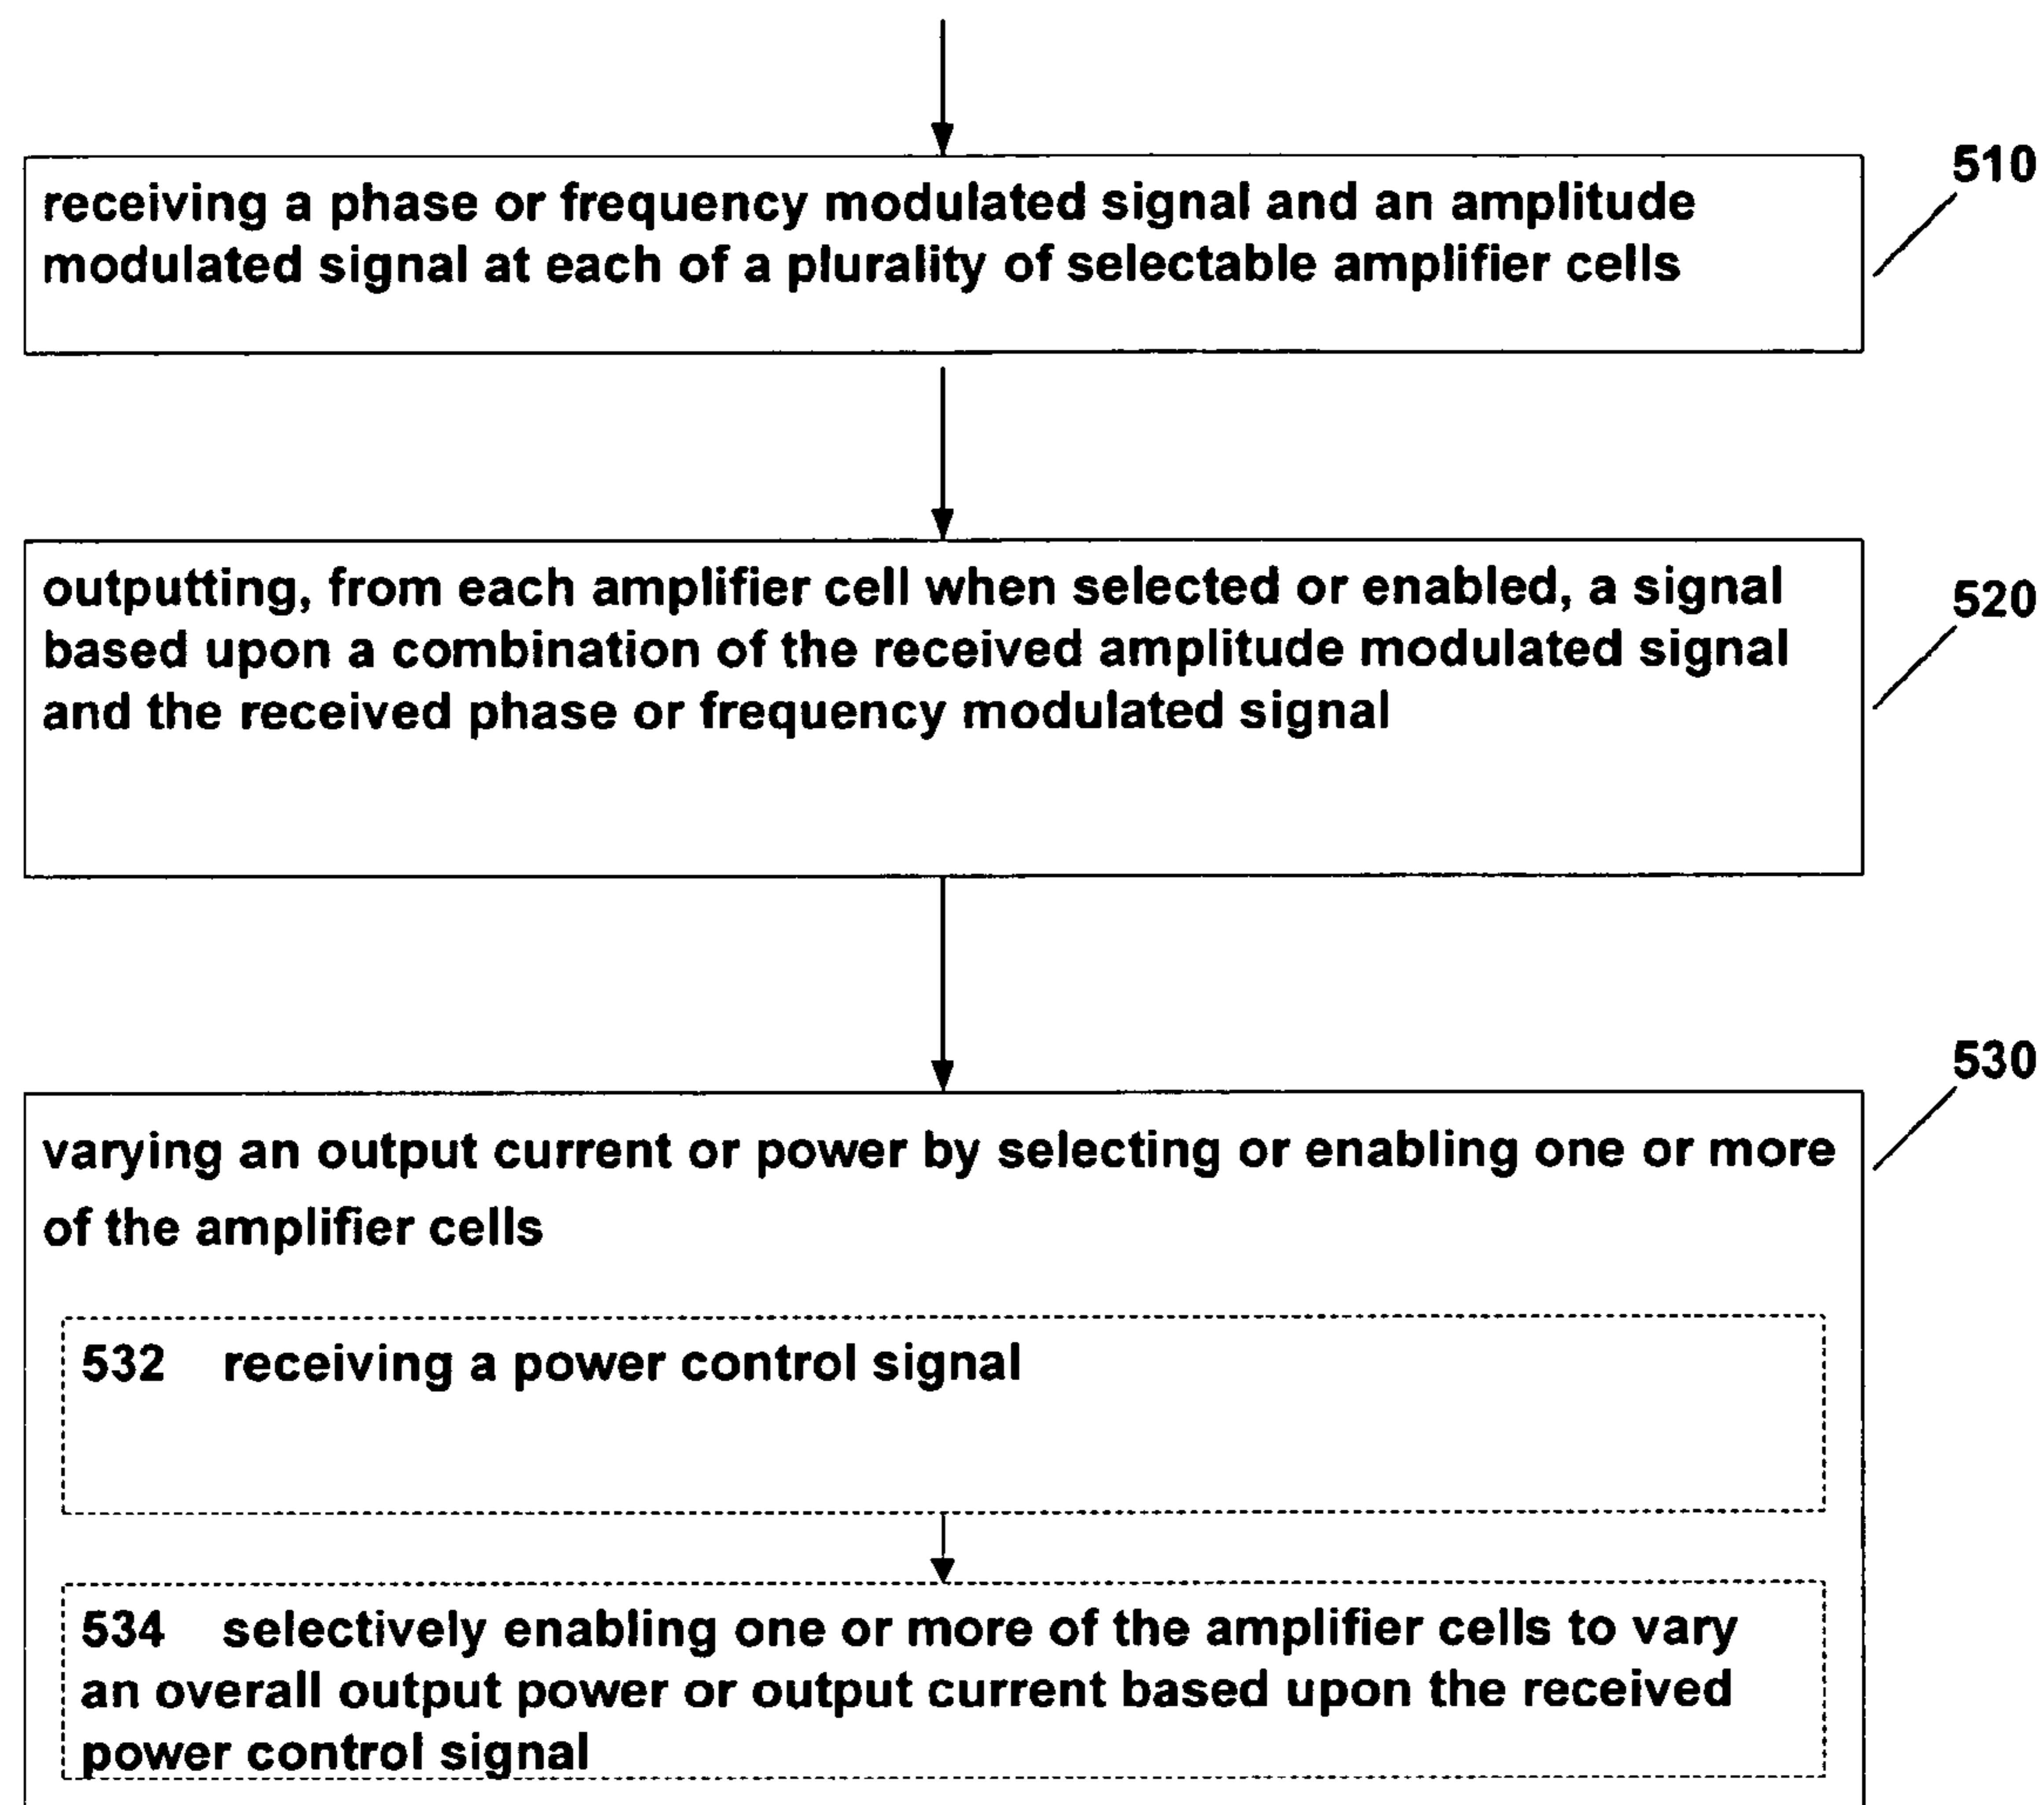 510
receiving a phase or frequency modulated signal and an amplitude
modulated signal at each of a plurality of selectable amplifier cells
520
outputting, from each amplifier cell when selected or enabled, a signal
based upon a combination of the received amplitude modulated signal
and the received phase or frequency modulated signal
530
varying an output current or power by selecting or enabling one or more
of the amplifier cells
532 receiving a power control signal
534 selectively enabling one or more of the amplifier cells to vary
an overall output power or output current based upon the received
power control signal